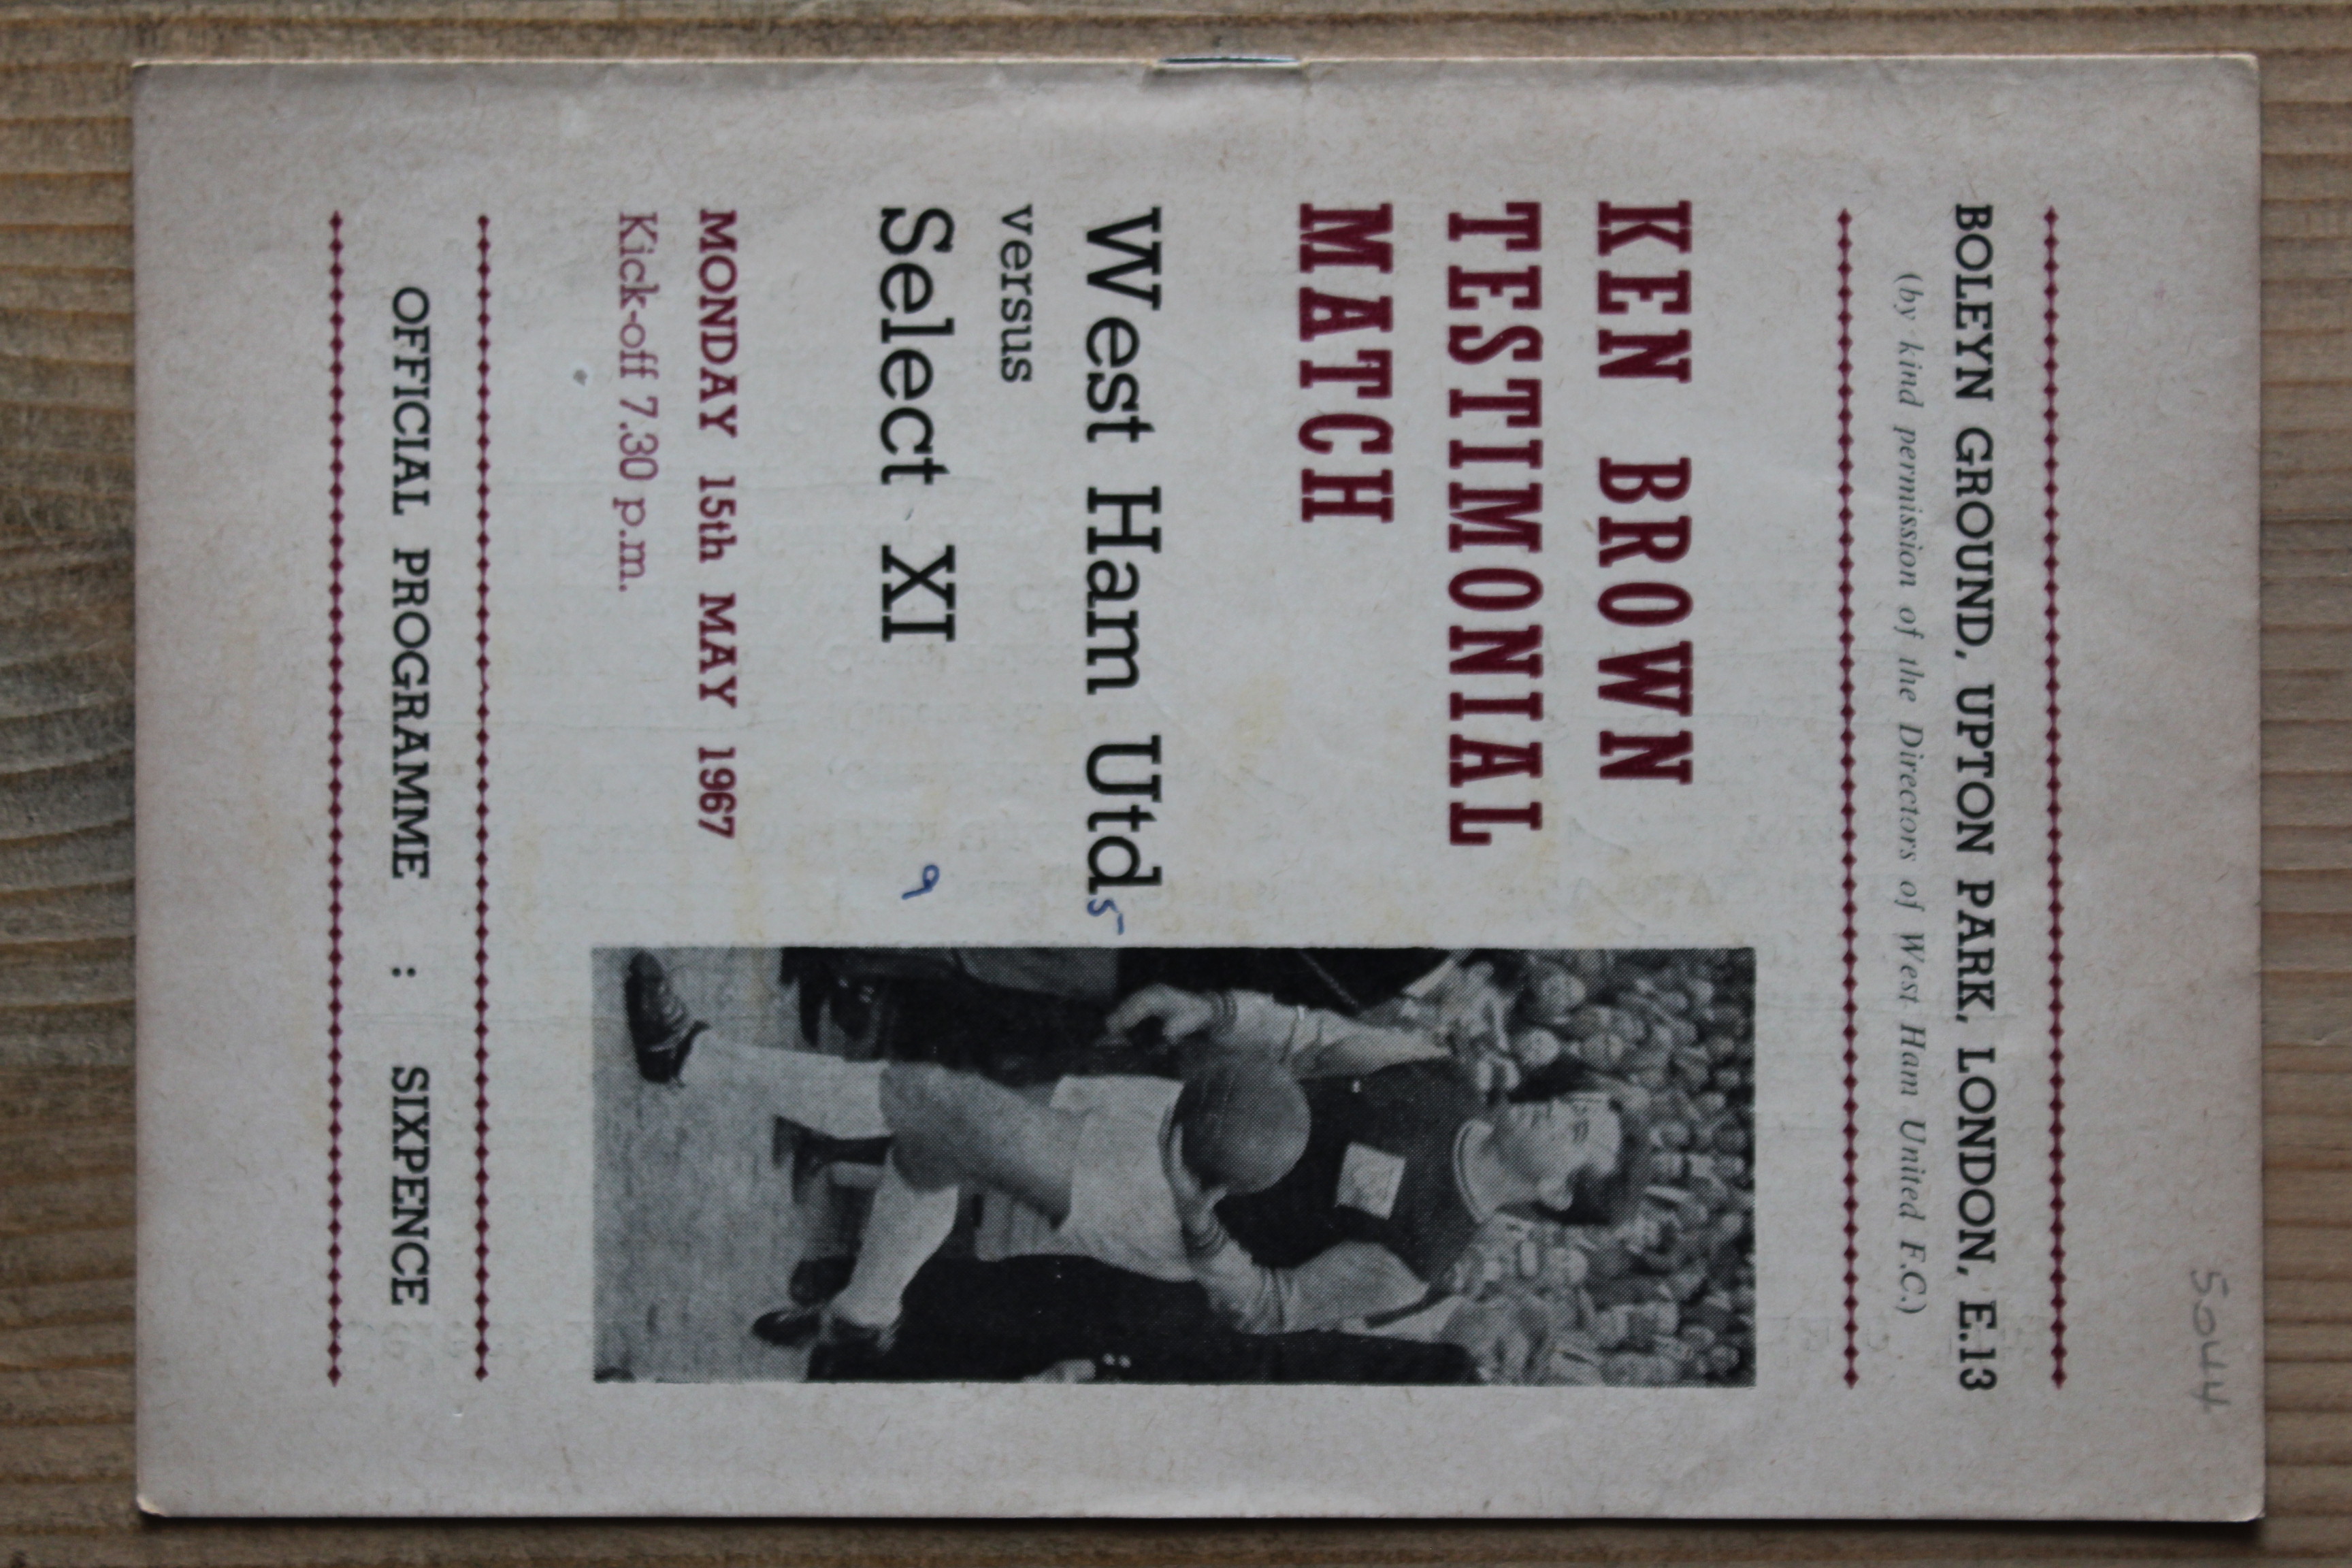 5044
BOLEYN GROUND, UPTON PARK, LONDON, E.13
(by kind permission of the Directors of West Ham United F.C.)
KEN BROWN
TESTIMONIAL
MATCH
West Ham Utd 5
versus
Select XI 9
MONDAY 15th MAY 1967
Kick-off 7.30 p.m.
OFFICIAL PROGRAMME : SIXPENCE